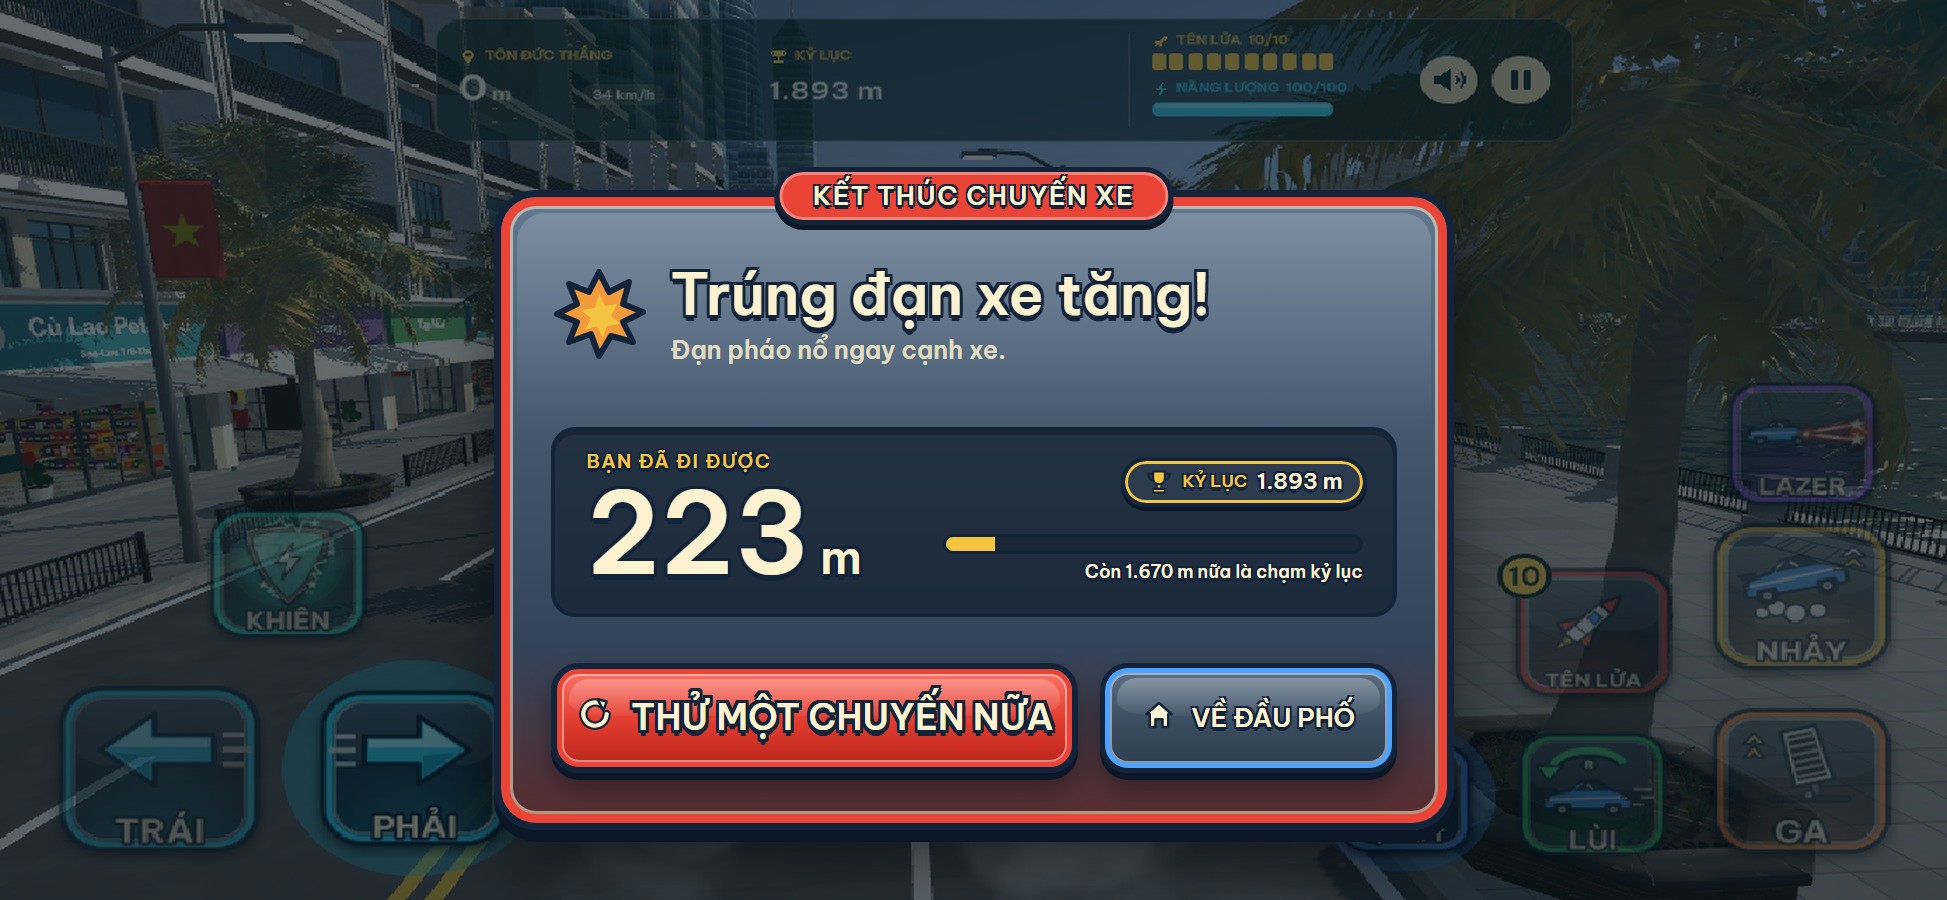 TÔN ĐỨC THẮNG
0 m
34 km/h
KỶ LỤC
1.893 m
TÊN LỬA 10/10
NĂNG LƯỢNG 100/100
KẾT THÚC CHUYẾN XE
Trúng đạn xe tăng!
Đạn pháo nổ ngay cạnh xe.
Cù Lao Pet
BẠN ĐÃ ĐI ĐƯỢC
223 m
KỶ LỤC 1.893 m
Còn 1.670 m nữa là chạm kỷ lục
THỬ MỘT CHUYẾN NỮA
VỀ ĐẦU PHỐ
KHIÊN
TRÁI
PHẢI
LAZER
10
TÊN LỬA
NHẢY
LÙI
R
GA